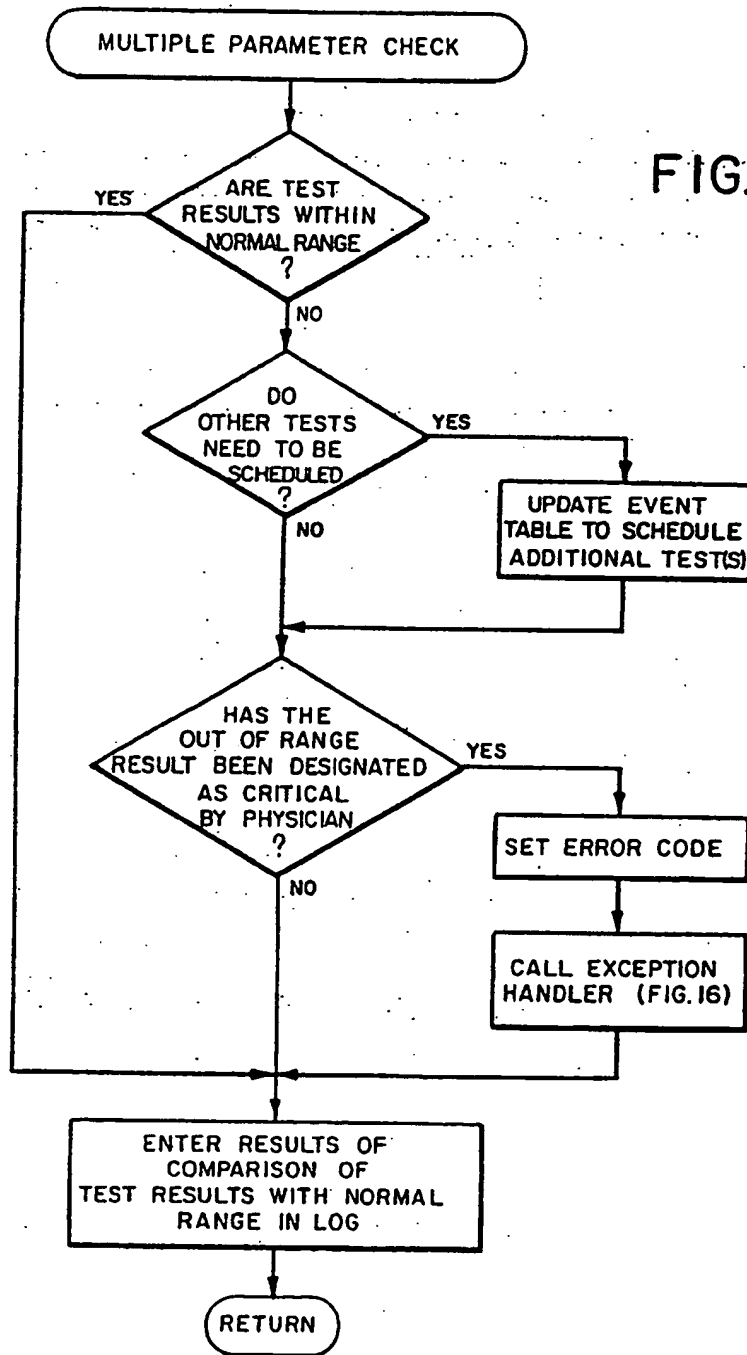 MULTIPLE PARAMETER CHECK
FIG.
YES
ARE TEST
RESULTS WITHIN
NORMAL RANGE
?
NO
DO
OTHER TESTS
NEED TO BE
SCHEDULED
?
YES
NO
UPDATE EVENT
TABLE TO SCHEDULE
ADDITIONAL TEST(S)
HAS THE
OUT OF RANGE
RESULT BEEN DESIGNATED
AS CRITICAL
BY PHYSICIAN
?
YES
NO
SET ERROR CODE
CALL EXCEPTION
HANDLER (FIG.16)
ENTER RESULTS OF
COMPARISON OF
TEST RESULTS WITH NORMAL
RANGE IN LOG
RETURN